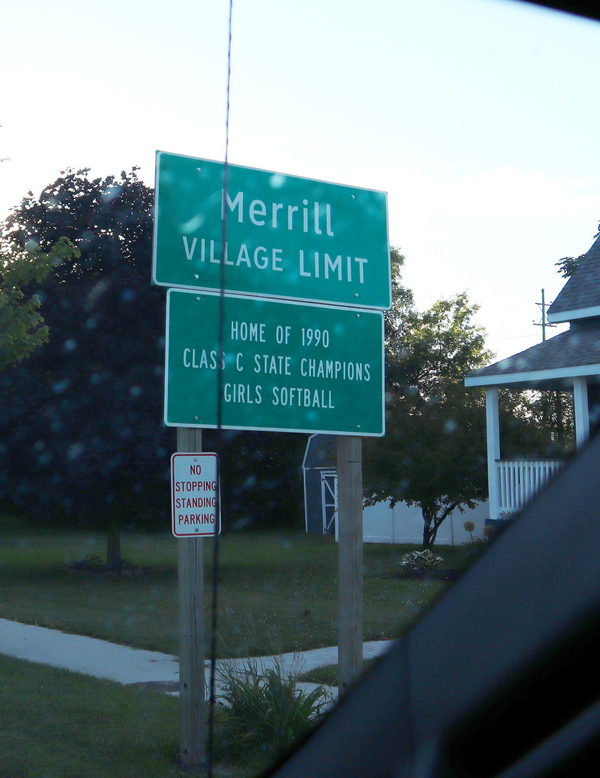 Merrill
VILLAGE LIMIT
HOME OF 1990
CLASS C STATE CHAMPIONS
GIRLS SOFTBALL
NO
STOPPING
STANDING
PARKING